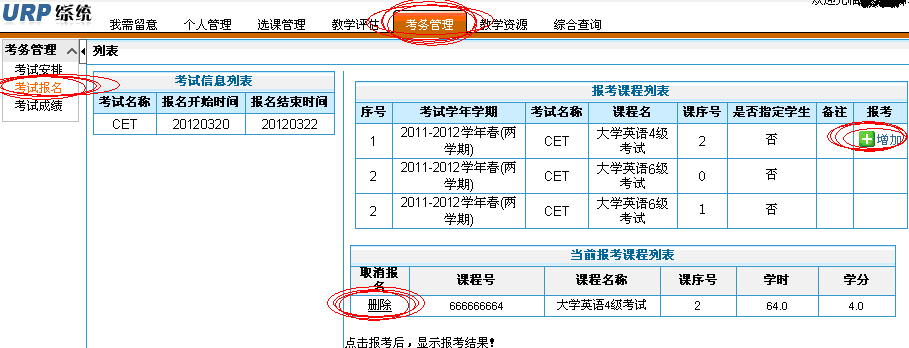 URP 综统
我需留意 个人管理 选课管理 教学评估 考务管理 教学资源 综合查询
考务管理
考试安排
考试报名
考试成绩
列表
考试信息列表
考试名称 报名开始时间 报名结束时间
CET 20120320 20120322
报考课程列表
序号 考试学年学期 考试名称 课程名 课序号 是否指定学生 备注 报考
1 2011-2012学年春(两学期) CET 大学英语4级考试 2 否 增加
2 2011-2012学年春(两学期) CET 大学英语6级考试 0 否
2 2011-2012学年春(两学期) CET 大学英语6级考试 1 否
当前报考课程列表
取消报名 课程号 课程名称 课序号 学时 学分
删除 666666664 大学英语4级考试 2 64.0 4.0
点击报考后，显示报考结果！